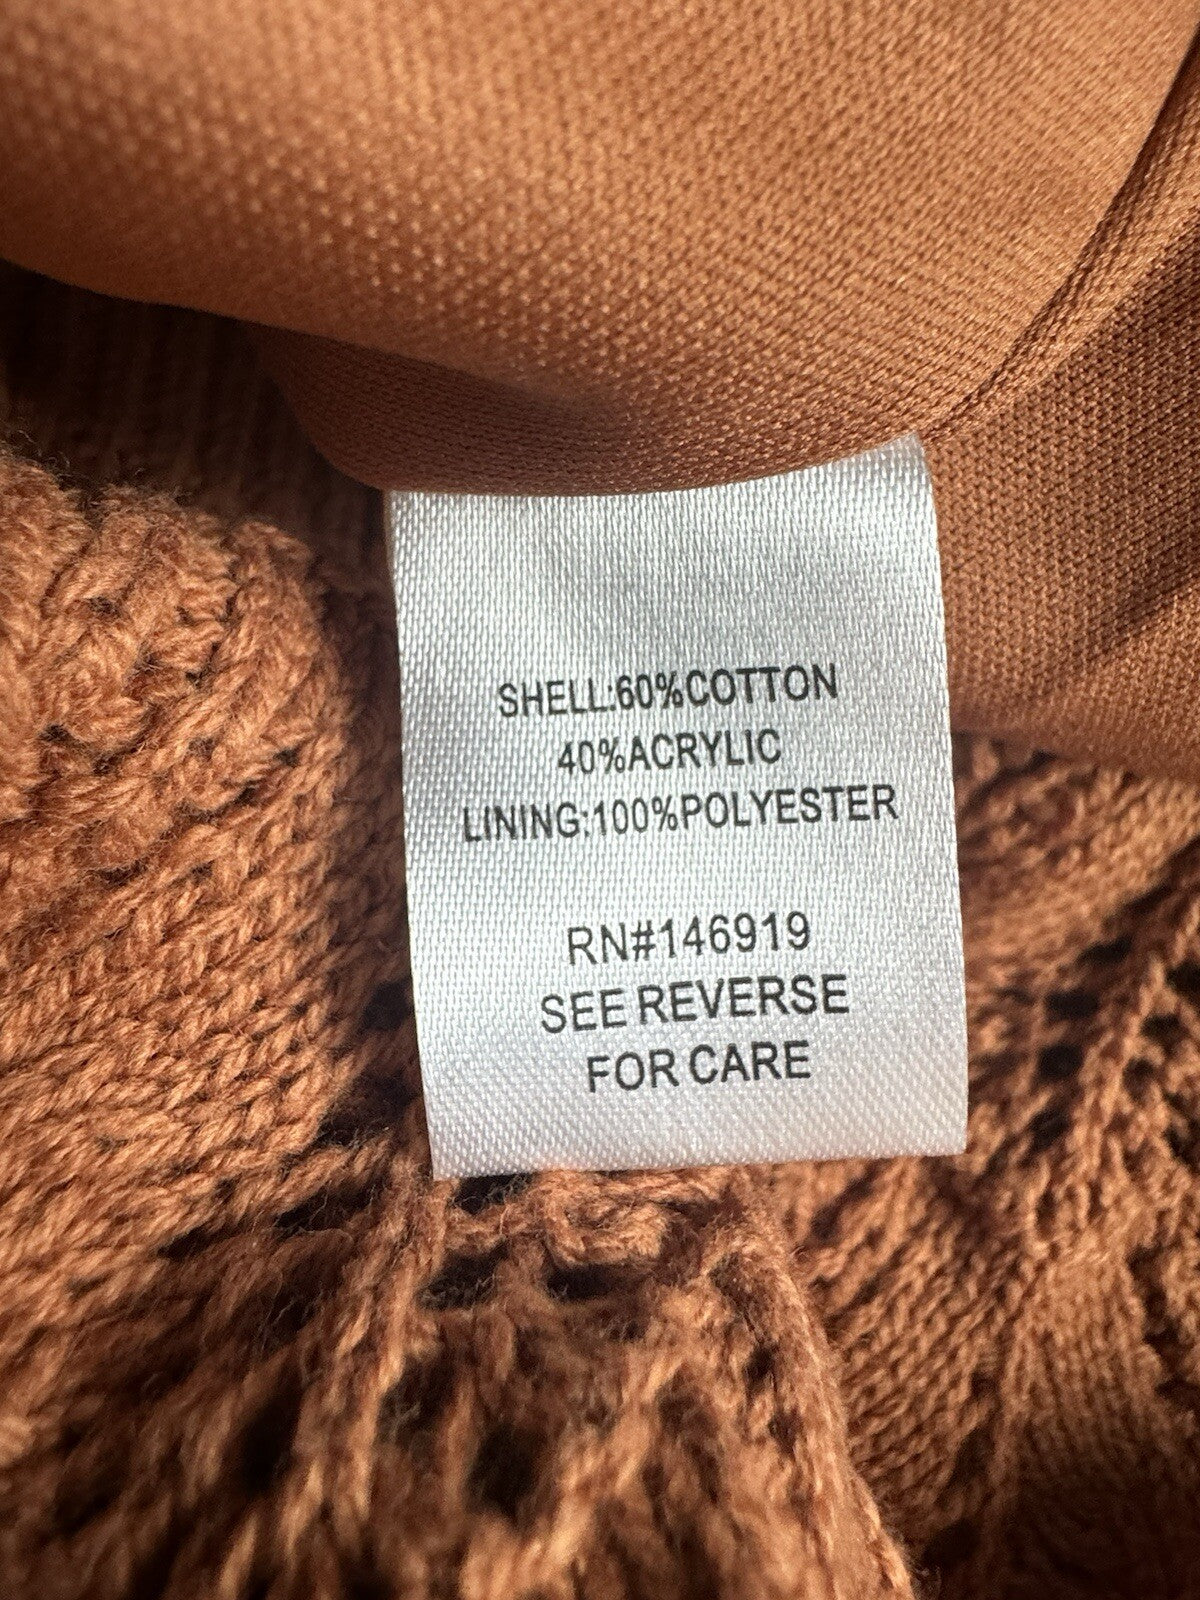 SHELL:60%COTTON
40%ACRYLIC
LINING:100%POLYESTER
RN#146919
SEE REVERSE
FOR CARE